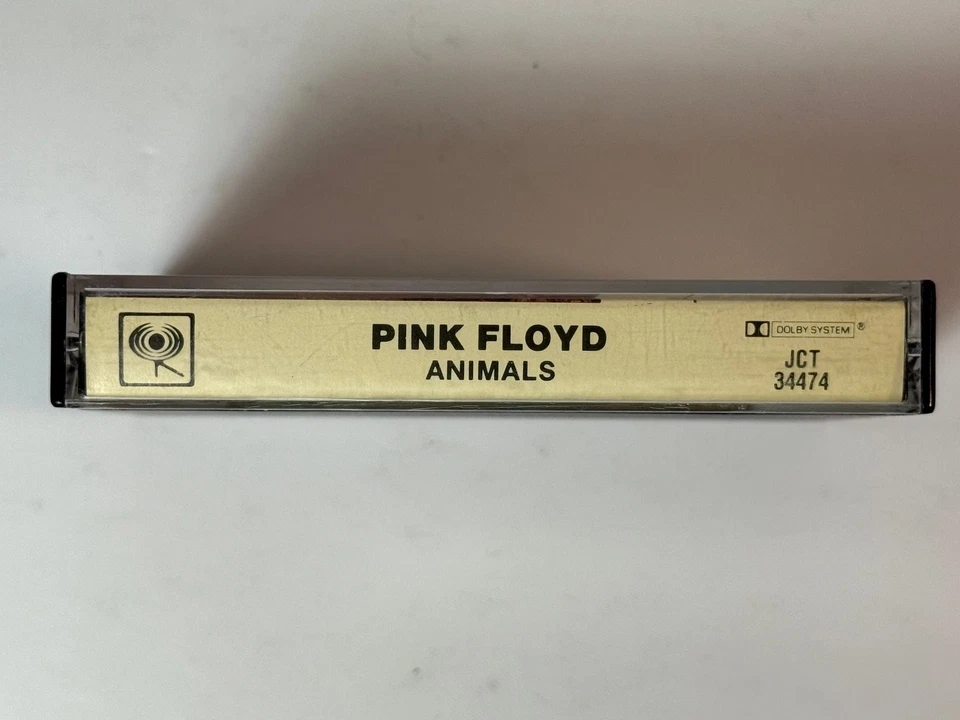 PINK FLOYD
ANIMALS
DOLBY SYSTEM ®
JCT
34474